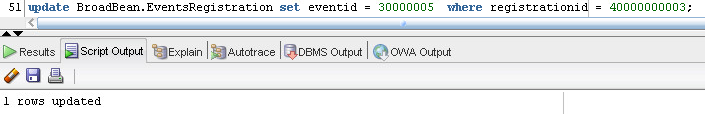 51 update BroadBean.EventsRegistration set eventid = 30000005 where registrationid = 40000000003;
Results Script Output Explain Autotrace DBMS Output OWA Output
1 rows updated